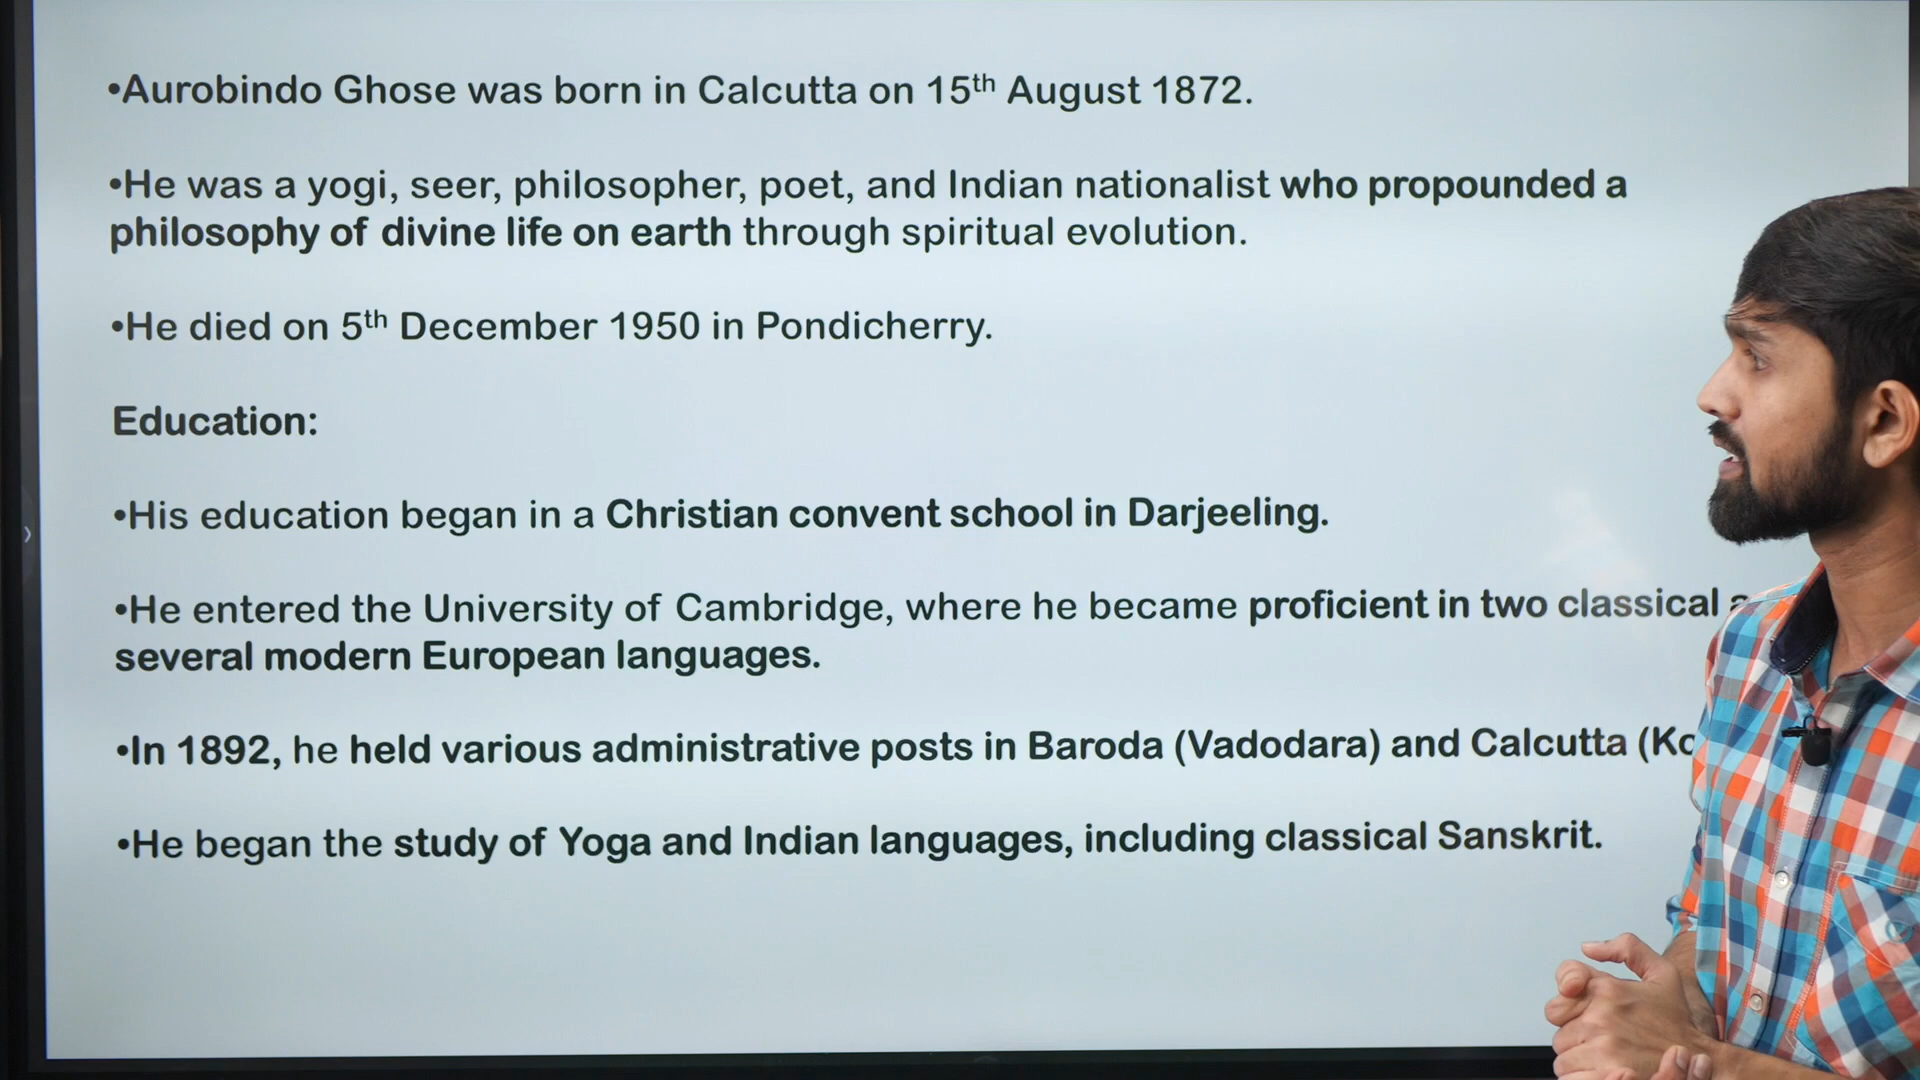 •Aurobindo Ghose was born in Calcutta on 15th August 1872.
•He was a yogi, seer, philosopher, poet, and Indian nationalist who propounded a
philosophy of divine life on earth through spiritual evolution.
•He died on 5th December 1950 in Pondicherry.
Education:
•His education began in a Christian convent school in Darjeeling.
•He entered the University of Cambridge, where he became proficient in two classical
several modern European languages.
•In 1892, he held various administrative posts in Baroda (Vadodara) and Calcutta
•He began the study of Yoga and Indian languages, including classical Sanskrit.